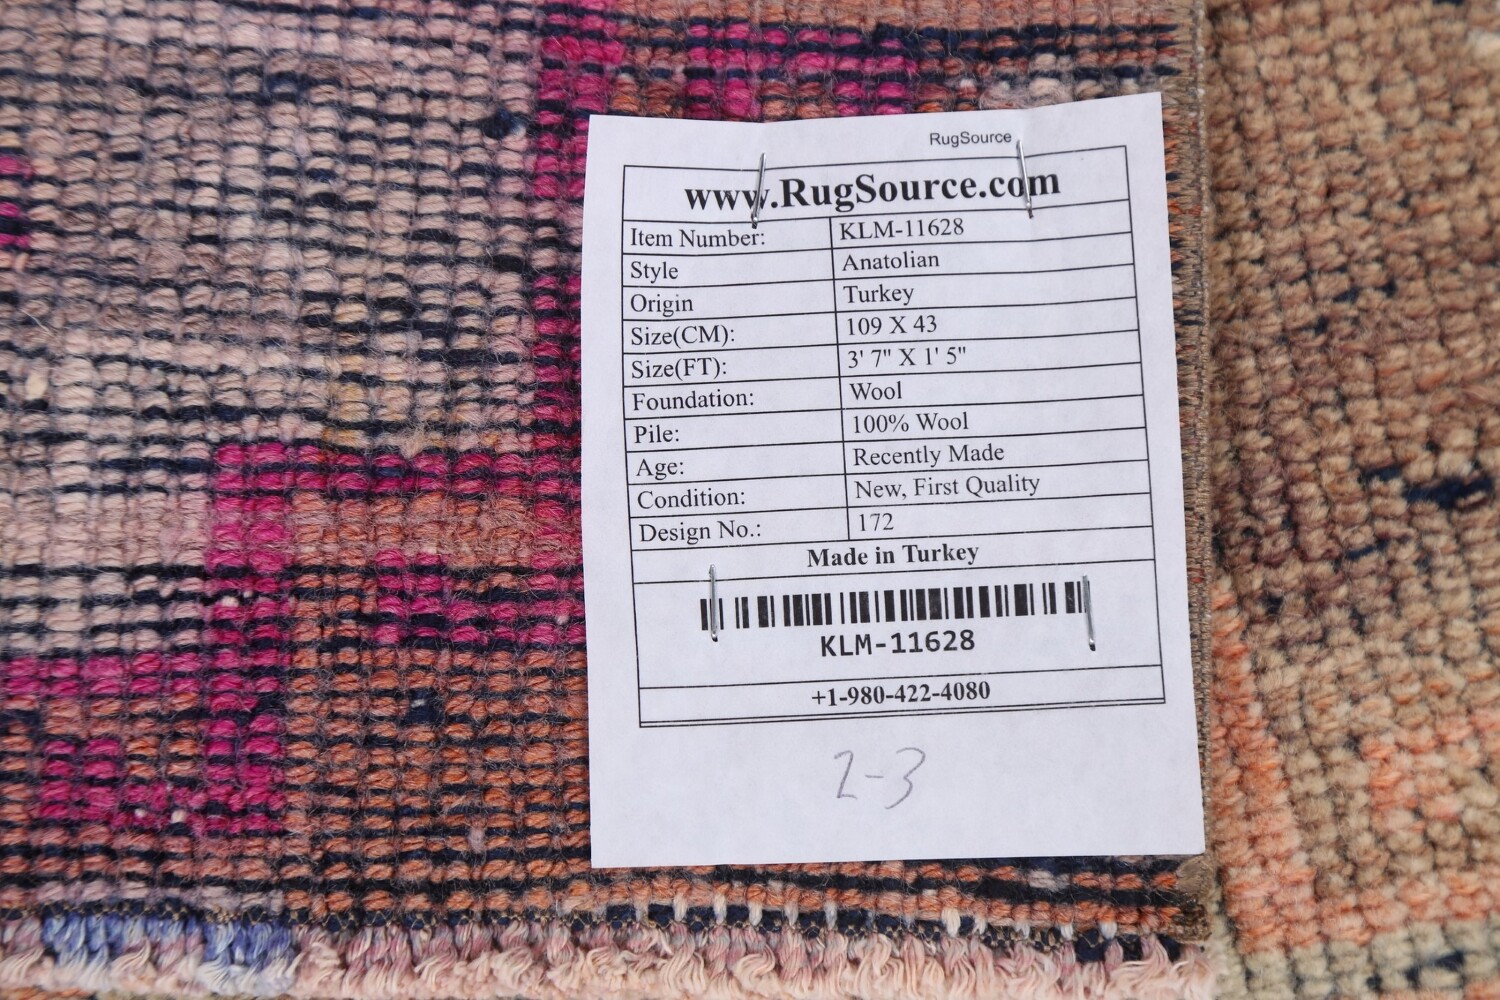 RugSource
www.RugSource.com
Item Number: KLM-11628
Style Anatolian
Origin Turkey
Size(CM): 109 X 43
Size(FT): 3' 7" X 1' 5"
Foundation: Wool
Pile: 100% Wool
Age: Recently Made
Condition: New, First Quality
Design No.: 172
Made in Turkey
KLM-11628
+1-980-422-4080
2-3